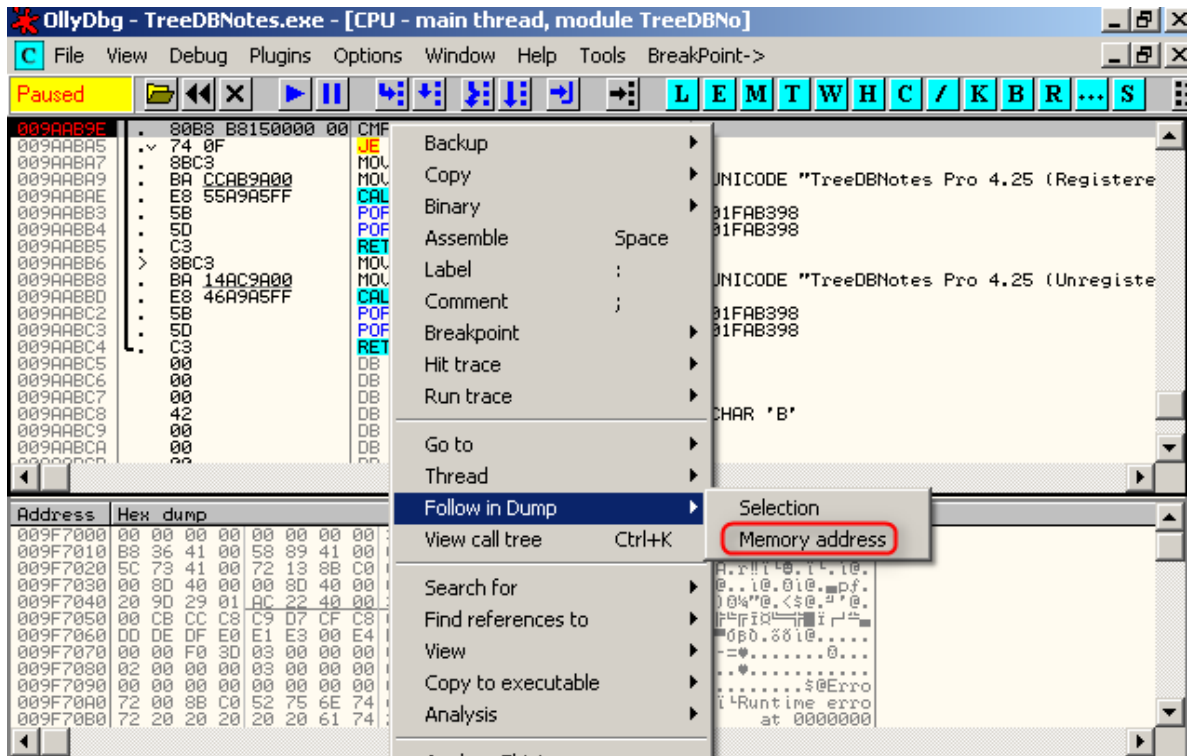 OllyDbg - TreeDBNotes.exe - [CPU - main thread, module TreeDBNo]
C File View Debug Plugins Options Window Help Tools BreakPoint->
Paused L E M T W H C / K B R ... S
009AAB9E . 80B8 B8150000 00 CMP
009AABA5 .v 74 0F JE
009AABA7 . 8BC3 MOV
009AABA9 . BA CCAB9A00 MOV UNICODE "TreeDBNotes Pro 4.25 (Registere
009AABAE . E8 55A9A5FF CAL
009AABB3 . 5B POP 01FAB398
009AABB4 . 5D POP 01FAB398
009AABB5 . C3 RET
009AABB6 > 8BC3 MOV
009AABB8 . BA 14AC9A00 MOV UNICODE "TreeDBNotes Pro 4.25 (Unregiste
009AABBD . E8 46A9A5FF CAL
009AABC2 . 5B POP 01FAB398
009AABC3 . 5D POP 01FAB398
009AABC4 . C3 RET
009AABC5 00 DB
009AABC6 00 DB
009AABC7 00 DB
009AABC8 42 DB CHAR 'B'
009AABC9 00 DB
009AABCA 00 DB
Backup
Copy
Binary
Assemble Space
Label :
Comment ;
Breakpoint
Hit trace
Run trace
Go to
Thread
Follow in Dump
View call tree Ctrl+K
Search for
Find references to
View
Copy to executable
Analysis
Selection
Memory address
Address Hex dump
009F7000 00 00 00 00 00 00 00
009F7010 B8 36 41 00 58 89 41 00
009F7020 5C 73 41 00 72 13 8B C0
009F7030 00 8D 40 00 00 8D 40 00
009F7040 20 9D 29 01 AC 22 40 00
009F7050 00 CB CC C8 C9 D7 CF C8
009F7060 DD DE DF E0 E1 E3 00 E4
009F7070 00 00 F0 3D 03 00 00 00
009F7080 02 00 00 00 03 00 00 00
009F7090 00 00 00 00 00 00 00 00 $@Erro
009F70A0 72 00 8B C0 52 75 6E 74 Runtime erro
009F70B0 72 20 20 20 20 20 61 74 at 0000000